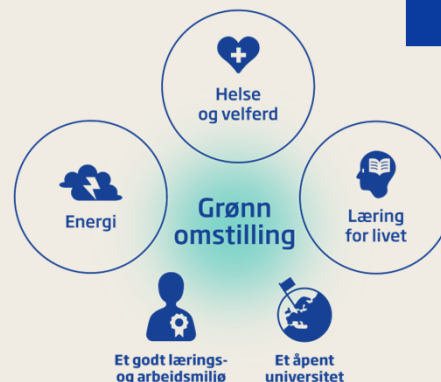 Helse
og velferd
Energi
Grønn
omstilling
Læring
for livet
Et godt lærings-
og arbeidsmiljø
Et åpent
universitet